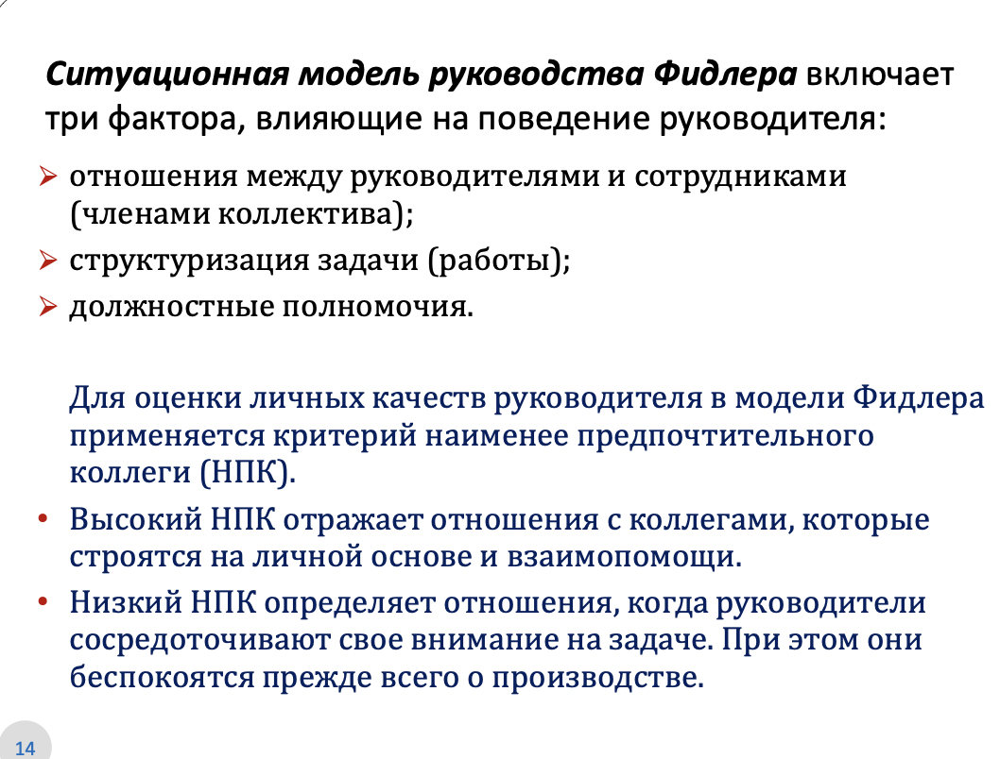 Ситуационная модель руководства Фидлера включает
три фактора, влияющие на поведение руководителя:
отношения между руководителями и сотрудниками
(членами коллектива);
структуризация задачи (работы);
должностные полномочия.
Для оценки личных качеств руководителя в модели Фидлера
применяется критерий наименее предпочтительного
коллеги (НПК).
Высокий НПК отражает отношения с коллегами, которые
строятся на личной основе и взаимопомощи.
Низкий НПК определяет отношения, когда руководители
сосредоточивают свое внимание на задаче. При этом они
беспокоятся прежде всего о производстве.
14